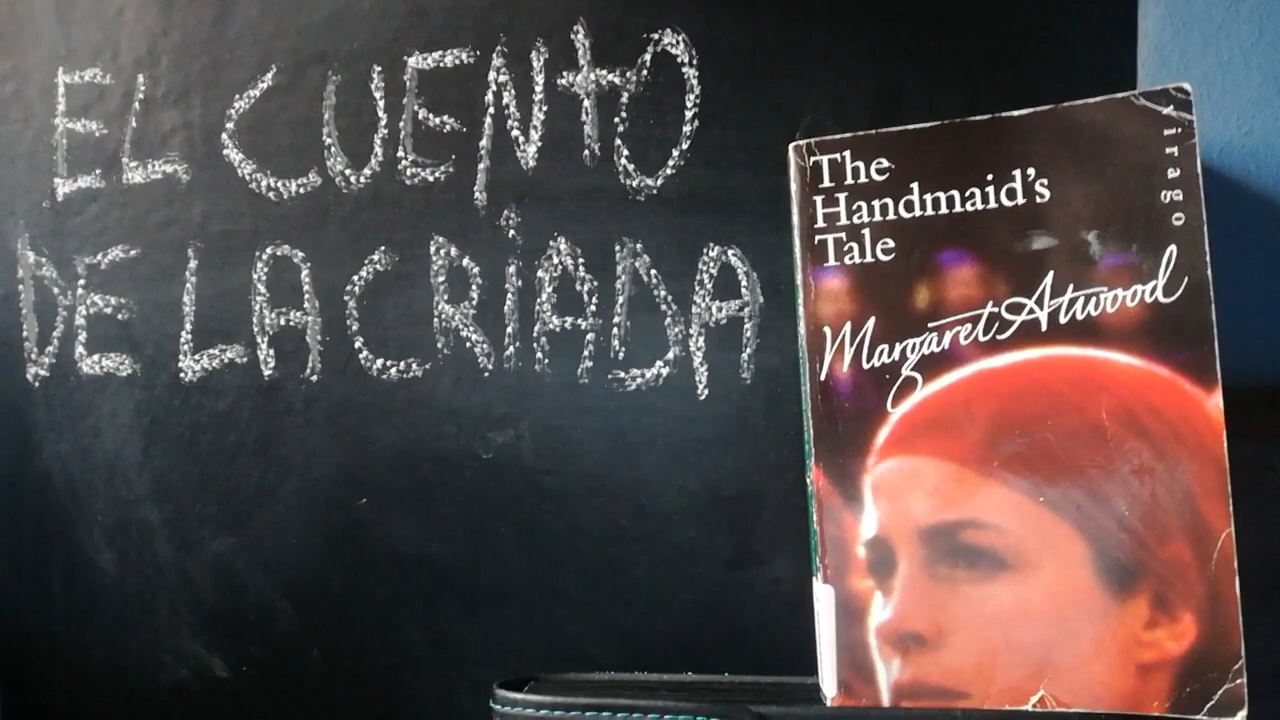 EL CUENtO
DE LA CRiADA
The
Handmaid's
Tale
Margaret Atwood
virago